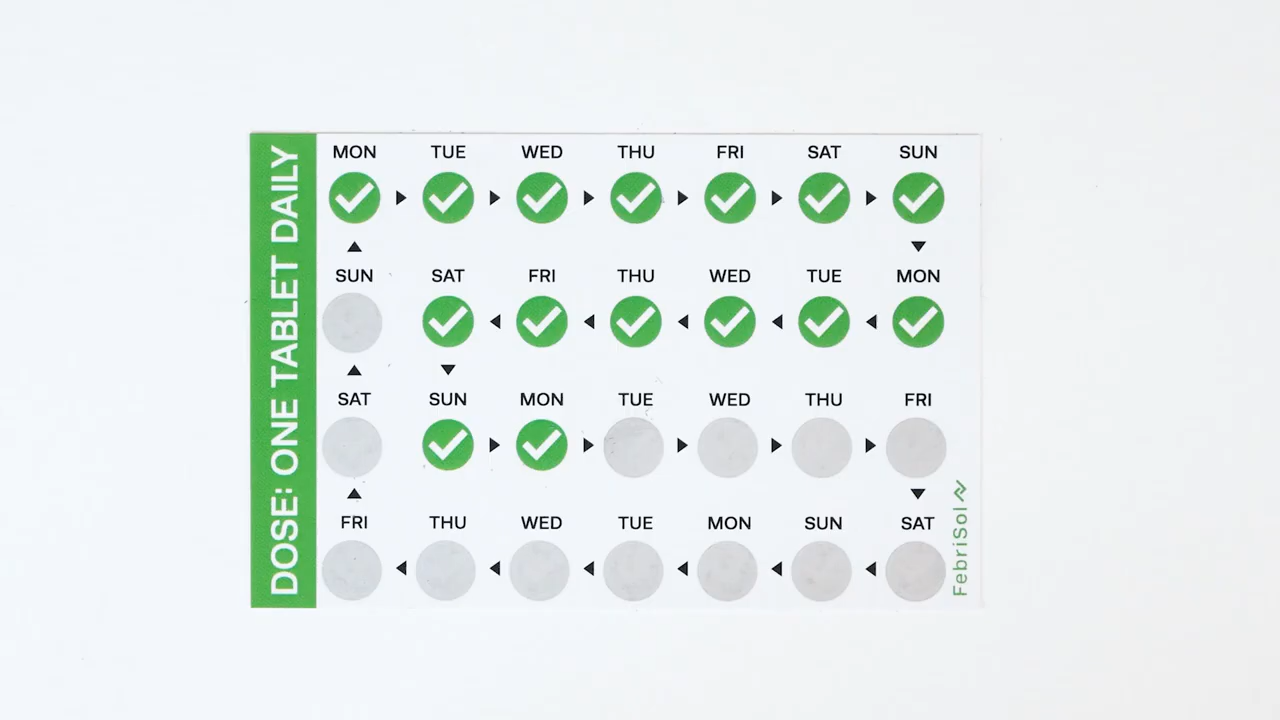 DOSE: ONE TABLET DAILY
MON TUE WED THU FRI SAT SUN
SUN SAT FRI THU WED TUE MON
SAT SUN MON TUE WED THU FRI
FRI THU WED TUE MON SUN SAT
FebriSol